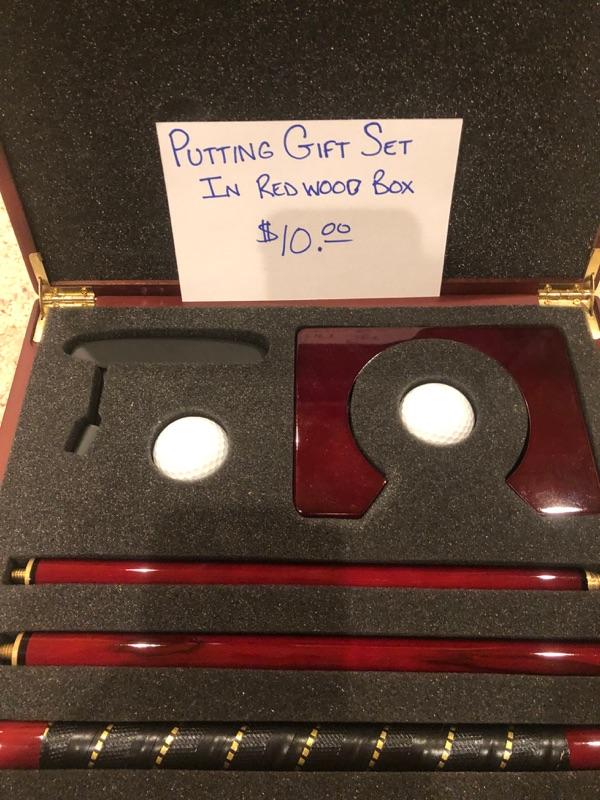 PUTTING GIFT SET
IN REDWOOD BOX
$10.00